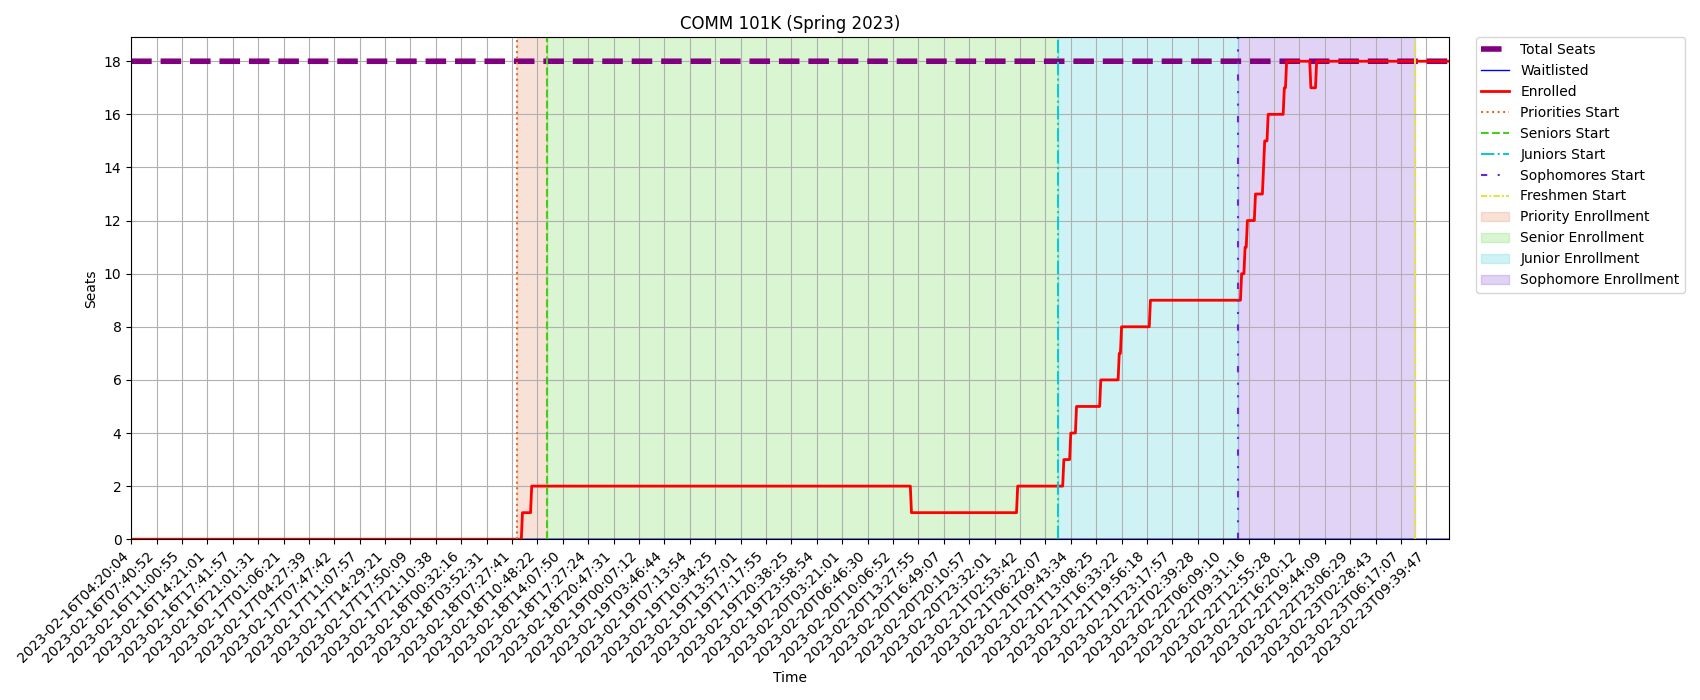 COMM 101K (Spring 2023)
Seats
18
16
14
12
10
8
6
4
2
0
2023-02-16T04:20:04
2023-02-16T07:40:52
2023-02-16T11:00:55
2023-02-16T14:21:01
2023-02-16T17:41:57
2023-02-16T21:01:31
2023-02-17T01:06:21
2023-02-17T04:27:39
2023-02-17T07:47:42
2023-02-17T11:07:57
2023-02-17T14:29:21
2023-02-17T17:50:09
2023-02-17T21:10:38
2023-02-18T00:32:16
2023-02-18T03:52:31
2023-02-18T07:27:41
2023-02-18T10:48:22
2023-02-18T14:07:50
2023-02-18T17:27:24
2023-02-18T20:47:31
2023-02-19T00:07:12
2023-02-19T03:46:44
2023-02-19T07:13:54
2023-02-19T10:34:25
2023-02-19T13:57:01
2023-02-19T17:17:55
2023-02-19T20:38:25
2023-02-19T23:58:54
2023-02-20T03:21:01
2023-02-20T06:46:30
2023-02-20T10:06:52
2023-02-20T13:27:55
2023-02-20T16:49:07
2023-02-20T20:10:57
2023-02-20T23:32:01
2023-02-21T02:53:42
2023-02-21T06:22:07
2023-02-21T09:43:34
2023-02-21T13:08:25
2023-02-21T16:33:22
2023-02-21T19:56:18
2023-02-21T23:17:57
2023-02-22T02:39:28
2023-02-22T06:09:10
2023-02-22T09:31:16
2023-02-22T12:55:28
2023-02-22T16:20:12
2023-02-22T19:44:09
2023-02-22T23:06:29
2023-02-23T02:28:43
2023-02-23T06:17:07
2023-02-23T09:39:47
Time
Total Seats
Waitlisted
Enrolled
Priorities Start
Seniors Start
Juniors Start
Sophomores Start
Freshmen Start
Priority Enrollment
Senior Enrollment
Junior Enrollment
Sophomore Enrollment